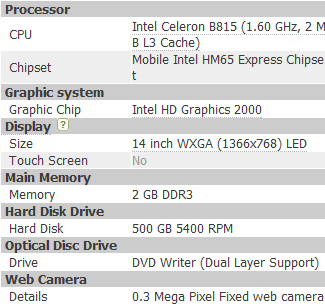 Processor
CPU
Intel Celeron B815 (1.60 GHz, 2 M
B L3 Cache)
Chipset
Mobile Intel HM65 Express Chipse
t
Graphic system
Graphic Chip
Intel HD Graphics 2000
Display ?
Size
14 inch WXGA (1366x768) LED
Touch Screen
No
Main Memory
Memory
2 GB DDR3
Hard Disk Drive
Hard Disk
500 GB 5400 RPM
Optical Disc Drive
Drive
DVD Writer (Dual Layer Support)
Web Camera
Details
0.3 Mega Pixel Fixed web camera